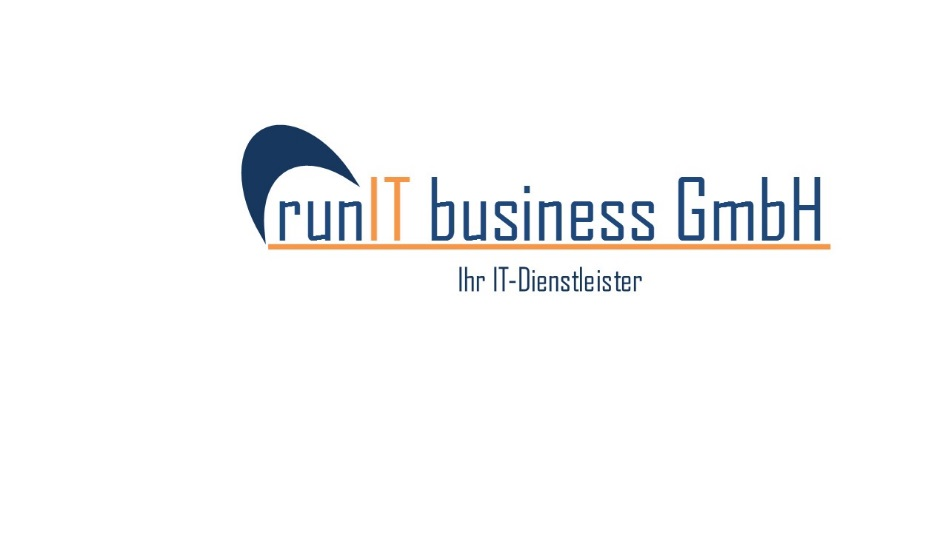 runIT business GmbH
Ihr IT-Dienstleister